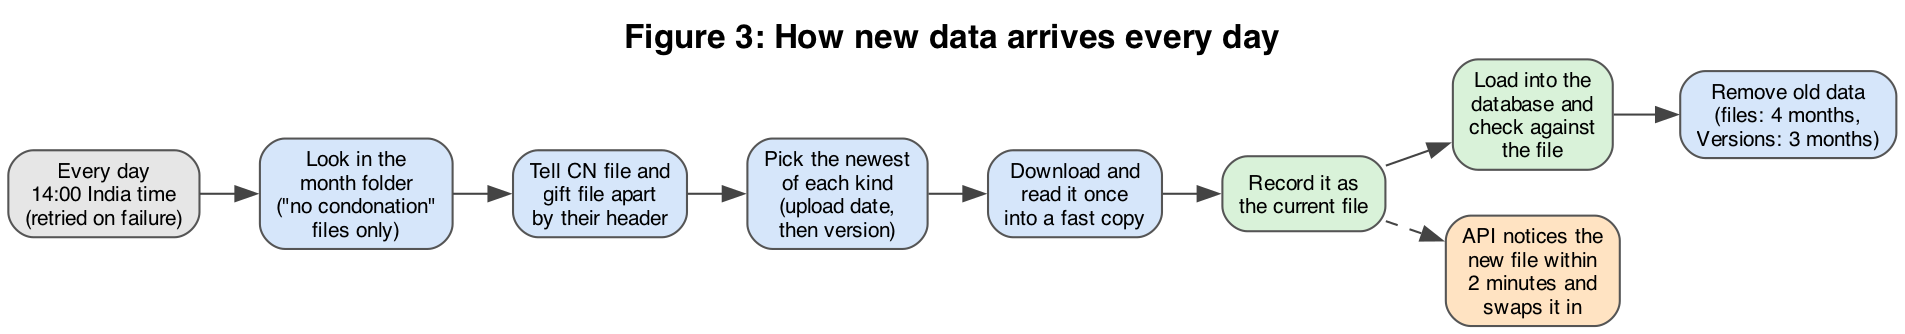 Figure 3: How new data arrives every day
Every day
14:00 India time
(retried on failure)
Look in the
month folder
("no condonation"
files only)
Tell CN file and
gift file apart
by their header
Pick the newest
of each kind
(upload date,
then version)
Download and
read it once
into a fast copy
Record it as
the current file
Load into the
database and
check against
the file
Remove old data
(files: 4 months,
Versions: 3 months)
API notices the
new file within
2 minutes and
swaps it in